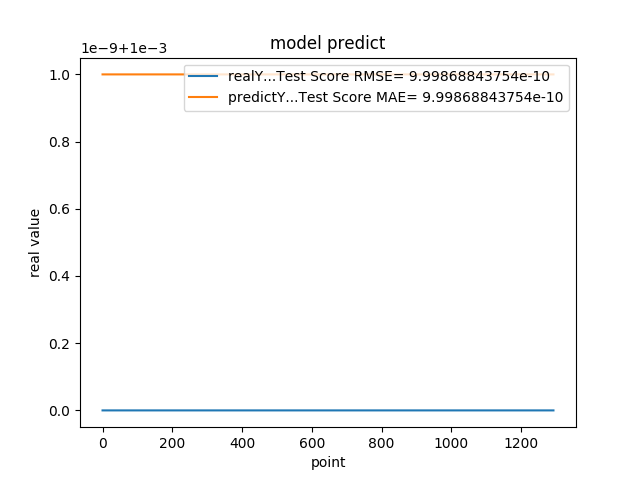 model predict
1e−9+1e−3
realY...Test Score RMSE= 9.99868843754e-10
predictY...Test Score MAE= 9.99868843754e-10
1.0
0.8
0.6
0.4
0.2
0.0
real value
0 200 400 600 800 1000 1200
point